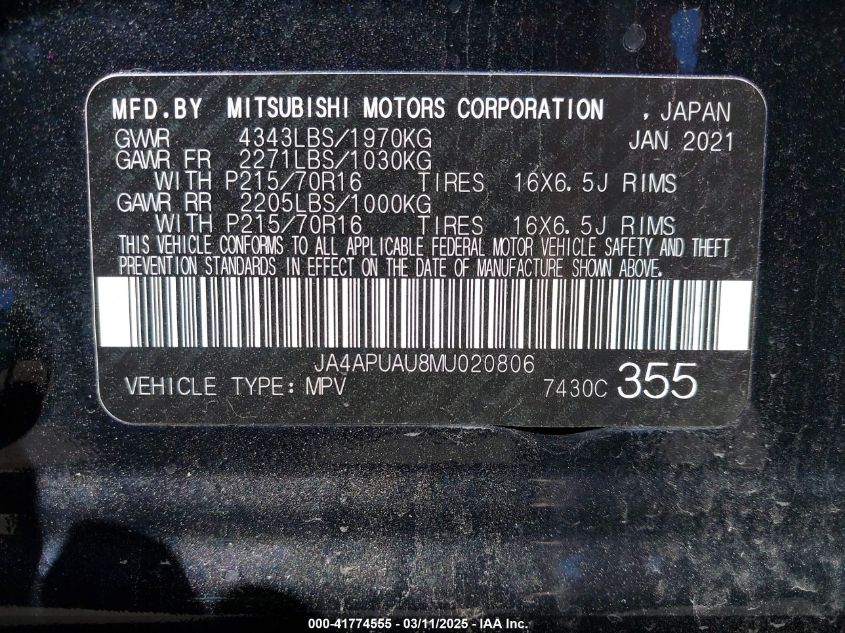 MFD.BY MITSUBISHI MOTORS CORPORATION , JAPAN
GVWR 4343LBS/1970KG JAN 2021
GAWR FR 2271LBS/1030KG
WITH P215/70R16 TIRES 16X6.5J RIMS
GAWR RR 2205LBS/1000KG
WITH P215/70R16 TIRES 16X6.5J RIMS
THIS VEHICLE CONFORMS TO ALL APPLICABLE FEDERAL MOTOR VEHICLE SAFETY AND THEFT
PREVENTION STANDARDS IN EFFECT ON THE DATE OF MANUFACTURE SHOWN ABOVE.
JA4APUAU8MU020806
VEHICLE TYPE: MPV 7430C 355
000-41774555 - 03/11/2025 - IAA Inc.